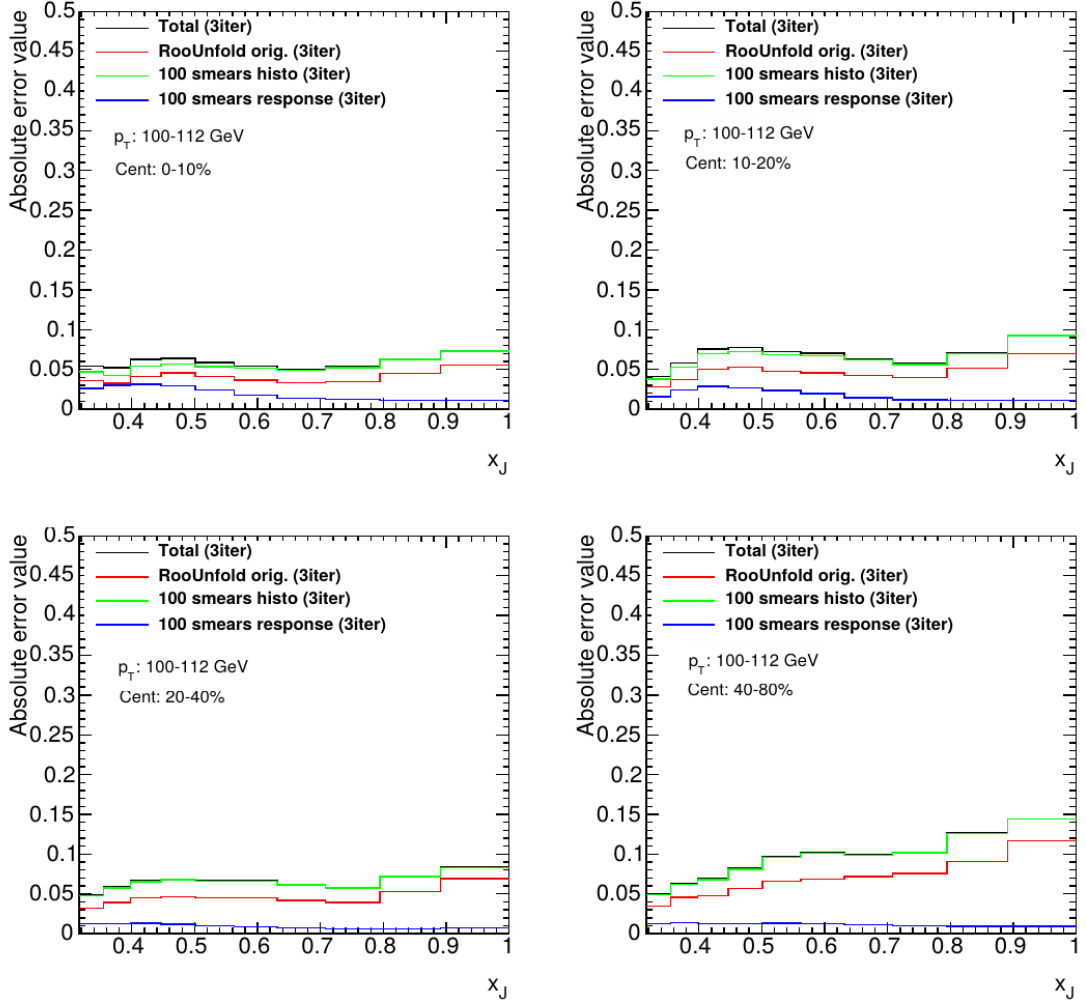 Absolute error value
0.5
0.45
0.4
0.35
0.3
0.25
0.2
0.15
0.1
0.05
0
Total (3iter)
RooUnfold orig. (3iter)
100 smears histo (3iter)
100 smears response (3iter)
p_T: 100-112 GeV
Cent: 0-10%
0.4 0.5 0.6 0.7 0.8 0.9 1
x_J
Absolute error value
0.5
0.45
0.4
0.35
0.3
0.25
0.2
0.15
0.1
0.05
0
Total (3iter)
RooUnfold orig. (3iter)
100 smears histo (3iter)
100 smears response (3iter)
p_T: 100-112 GeV
Cent: 10-20%
0.4 0.5 0.6 0.7 0.8 0.9 1
x_J
Absolute error value
0.5
0.45
0.4
0.35
0.3
0.25
0.2
0.15
0.1
0.05
0
Total (3iter)
RooUnfold orig. (3iter)
100 smears histo (3iter)
100 smears response (3iter)
p_T: 100-112 GeV
Cent: 20-40%
0.4 0.5 0.6 0.7 0.8 0.9 1
x_J
Absolute error value
0.5
0.45
0.4
0.35
0.3
0.25
0.2
0.15
0.1
0.05
0
Total (3iter)
RooUnfold orig. (3iter)
100 smears histo (3iter)
100 smears response (3iter)
p_T: 100-112 GeV
Cent: 40-80%
0.4 0.5 0.6 0.7 0.8 0.9 1
x_J